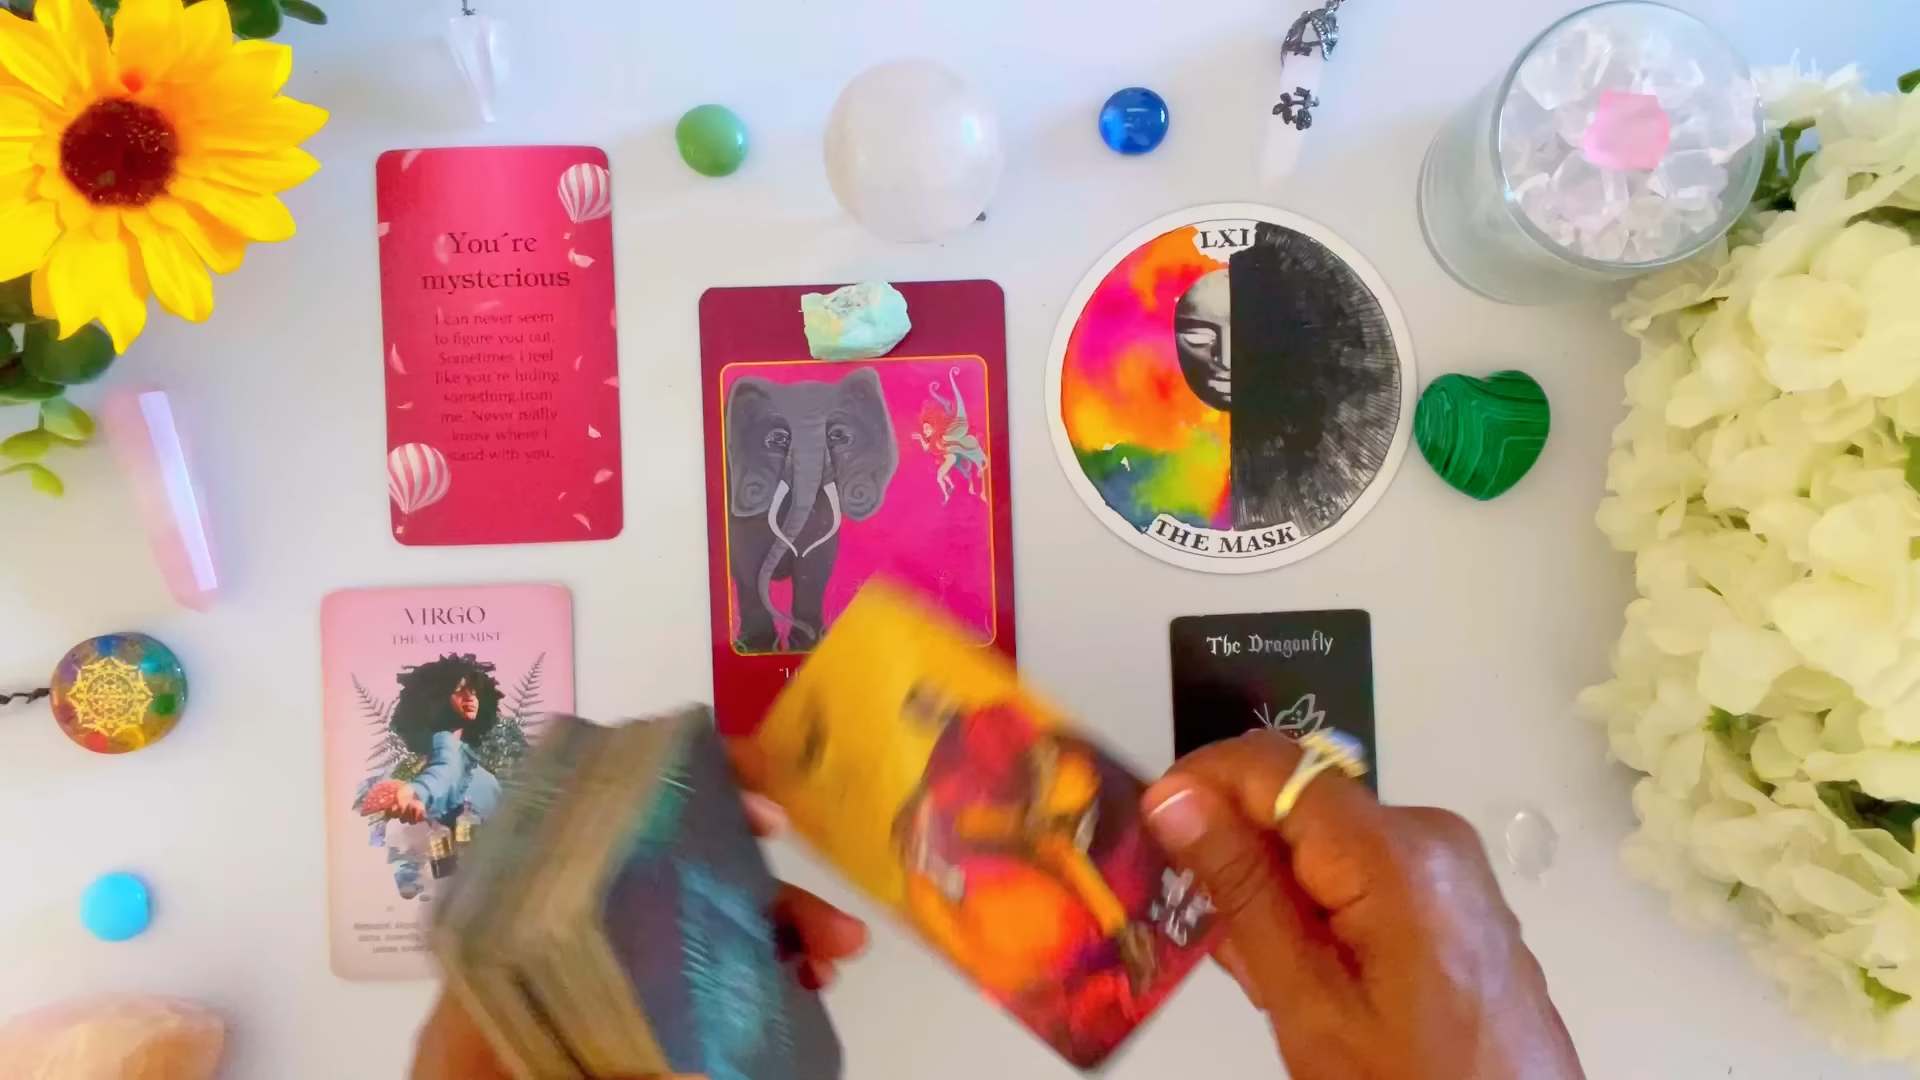 You´re
mysterious
I can never seem
to figure you out.
Sometimes I feel
like you´re hiding
something from
me. Never really
know where I
stand with you.
LXI
THE MASK
VIRGO
THE ALCHEMIST
The Dragonfly